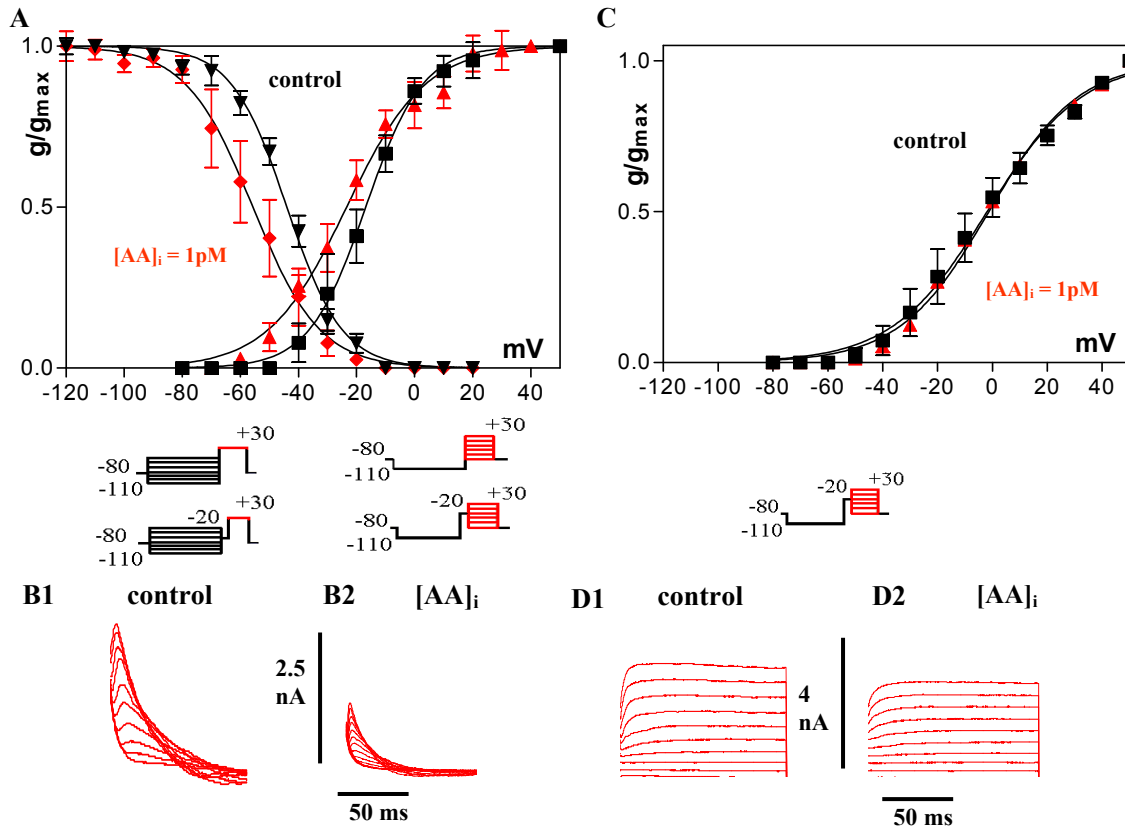 A
C
1.0
control
g/gmax
0.5
[AA]i = 1pM
mV
0.0
-120 -100 -80 -60 -40 -20 0 20 40
1.0
control
g/gmax
0.5
[AA]i = 1pM
mV
0.0
-120 -100 -80 -60 -40 -20 0 20 40
+30
-80
-110
+30
-80
-110
-20 +30
-80
-110
-20 +30
-80
-110
-20 +30
-80
-110
B1 control
B2 [AA]i
2.5
nA
50 ms
D1 control
D2 [AA]i
4
nA
50 ms